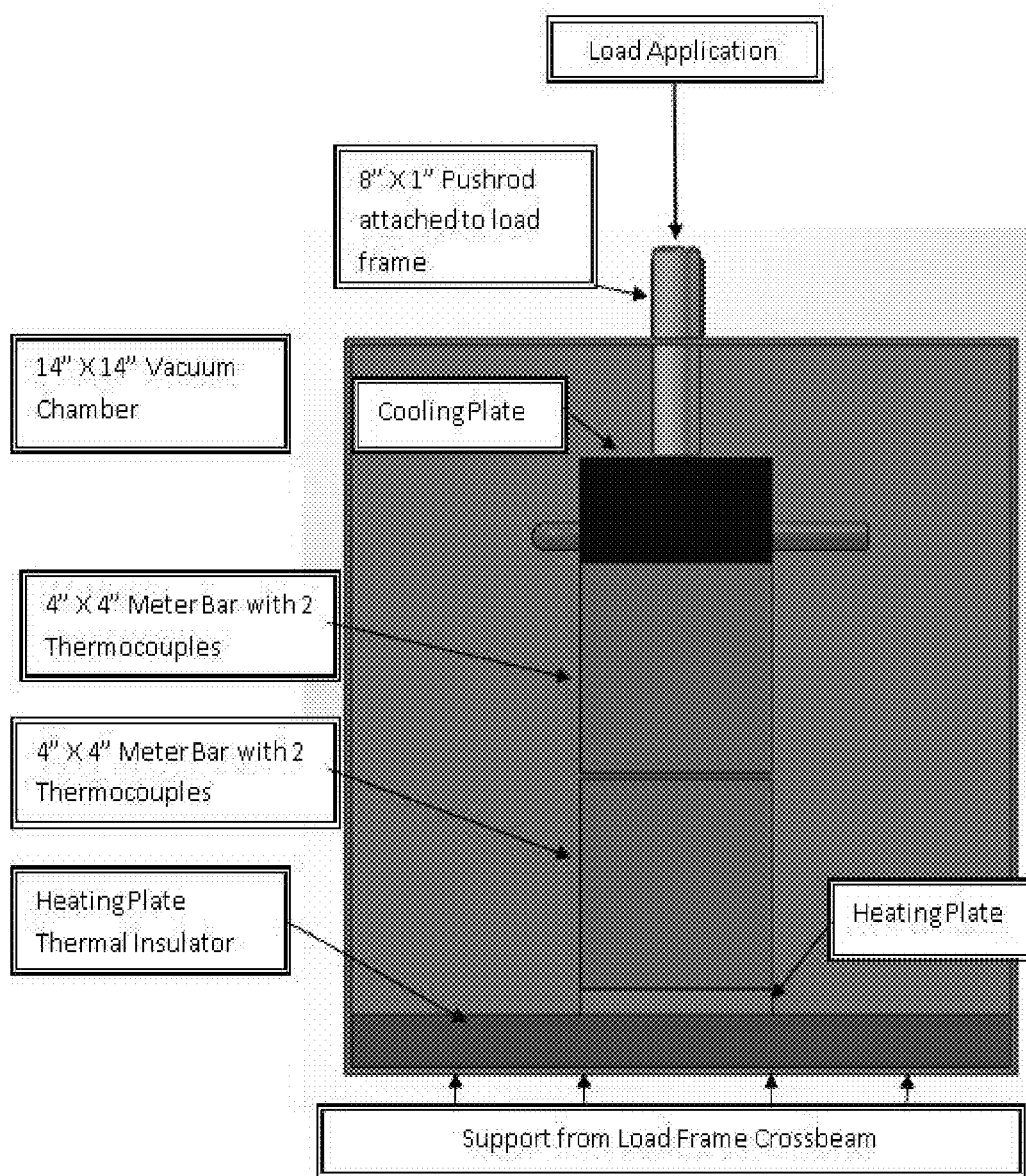 Load Application
8” X 1” Pushrod
attached to load
frame
14” X 14” Vacuum
Chamber
Cooling Plate
4” X 4” Meter Bar with 2
Thermocouples
4” X 4” Meter Bar with 2
Thermocouples
Heating Plate
Thermal Insulator
Heating Plate
Support from Load Frame Crossbeam